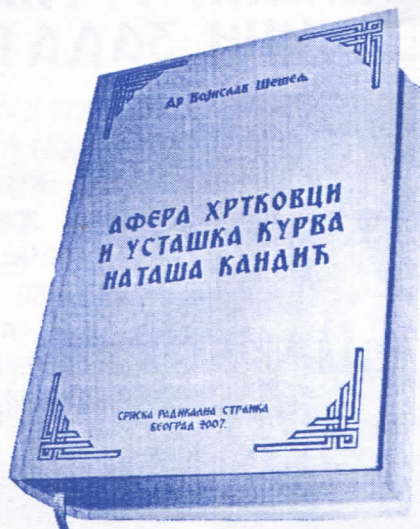 Др Војислав Шешељ
АФЕРА ХРТКОВЦИ
И УСТАШКА КУРВА
НАТАША КАНДИЋ
СРПСКА РАДИКАЛНА СТРАНКА
БЕОГРАД 2007.